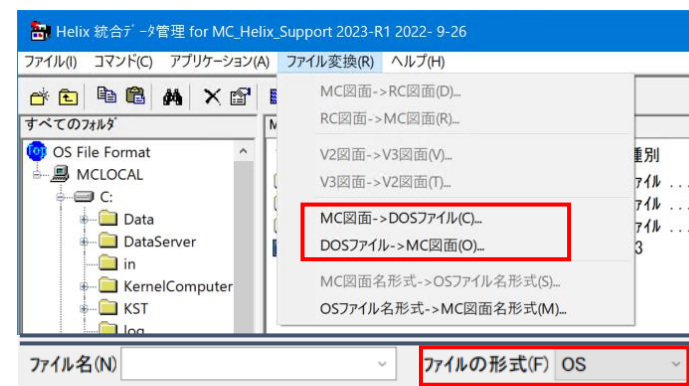 Helix 統合ﾃﾞｰﾀ管理 for MC_Helix_Support 2023-R1 2022- 9-26
ファイル(I) コマンド(C) アプリケーション(A) ファイル変換(R) ヘルプ(H)
すべてのﾌｫﾙﾀﾞ
OS File Format
MCLOCAL
C:
Data
DataServer
in
KernelComputer
KST
log
MC図面->RC図面(D)...
RC図面->MC図面(R)...
V2図面->V3図面(V)...
V3図面->V2図面(T)...
MC図面->DOSファイル(C)...
DOSファイル->MC図面(O)...
MC図面名形式->OSファイル名形式(S)...
OSファイル名形式->MC図面名形式(M)...
種別
ァイル ...
ァイル ...
ァイル ...
3
ファイル名(N)
ファイルの形式(F) OS